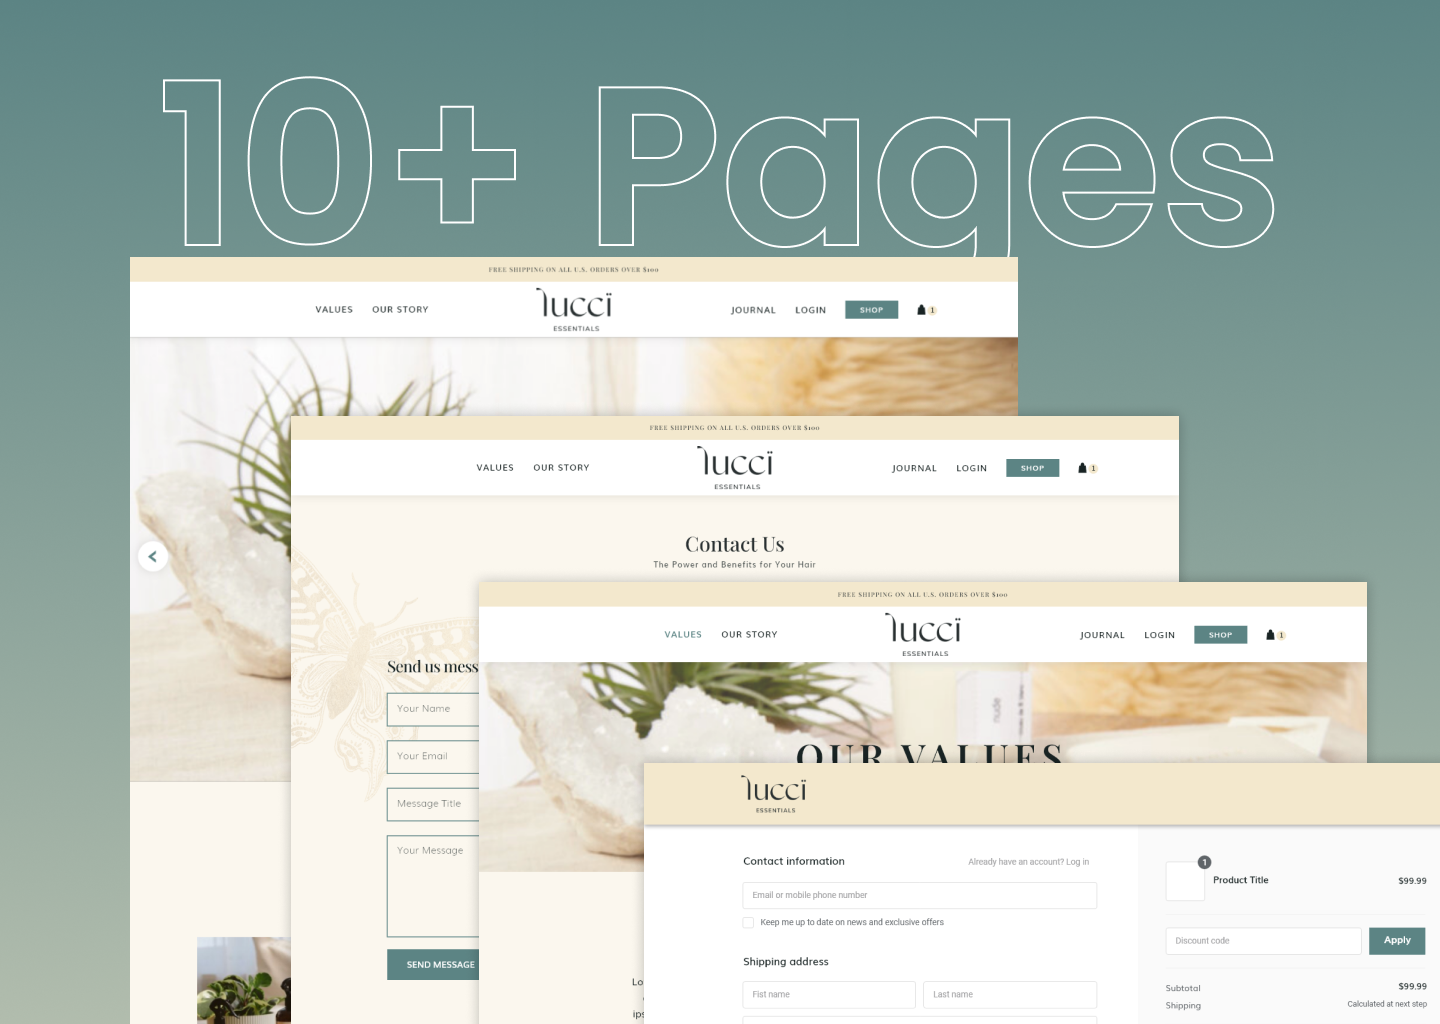 10+ Pages
FREE SHIPPING ON ALL U.S. ORDERS OVER $100
VALUES OUR STORY lucci ESSENTIALS JOURNAL LOGIN SHOP 1
<
FREE SHIPPING ON ALL U.S. ORDERS OVER $100
VALUES OUR STORY lucci ESSENTIALS JOURNAL LOGIN SHOP 1
Contact Us
The Power and Benefits for Your Hair
Send us mess
Your Name
Your Email
Message Title
Your Message
SEND MESSAGE
FREE SHIPPING ON ALL U.S. ORDERS OVER $100
VALUES OUR STORY lucci ESSENTIALS JOURNAL LOGIN SHOP 1
nude
OUR VALUES
Lo
ips
lucci
ESSENTIALS
Contact information Already have an account? Log in
Email or mobile phone number
Keep me up to date on news and exclusive offers
Shipping address
Fist name Last name
1
Product Title $99.99
Discount code Apply
Subtotal $99.99
Shipping Calculated at next step